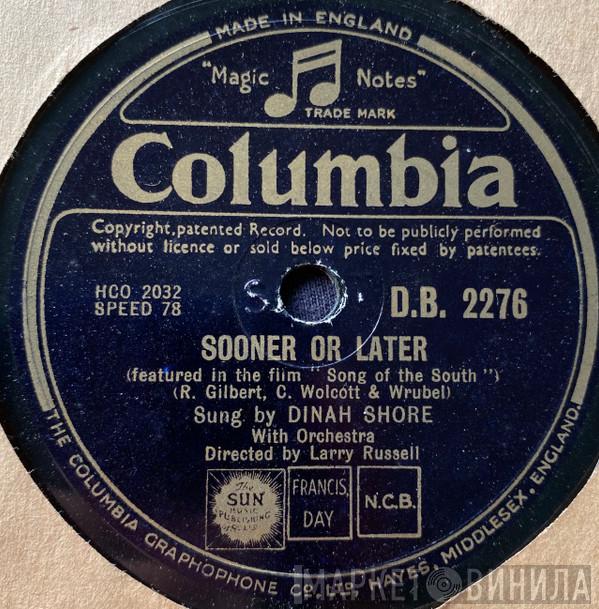 MADE IN ENGLAND
"Magic Notes"
TRADE MARK
Columbia
Copyright, patented Record. Not to be publicly performed
without licence or sold below price fixed by patentees.
HCO 2032
SPEED 78
D.B. 2276
SOONER OR LATER
(featured in the film "Song of the South")
(R. Gilbert, C. Wolcott & Wrubel)
Sung by DINAH SHORE
With Orchestra
Directed by Larry Russell
The
SUN
MUSIC
PUBLISHING
FRANCIS,
DAY
N.C.B.
THE COLUMBIA GRAPHOPHONE CO. LTD. HAYES, MIDDLESEX, ENGLAND.
МАРКЕТ ВИНИЛА